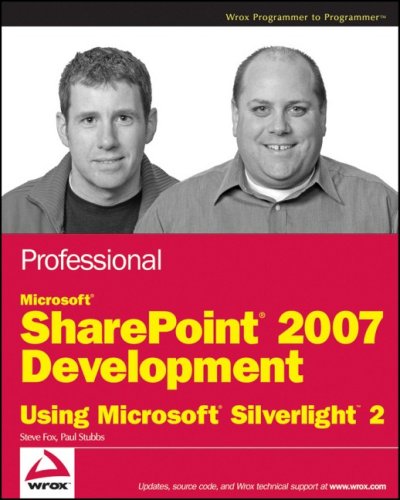 Wrox Programmer to Programmer™
Professional
Microsoft®
SharePoint® 2007
Development
Using Microsoft® Silverlight™ 2
Steve Fox, Paul Stubbs
wrox™
Updates, source code, and Wrox technical support at www.wrox.com